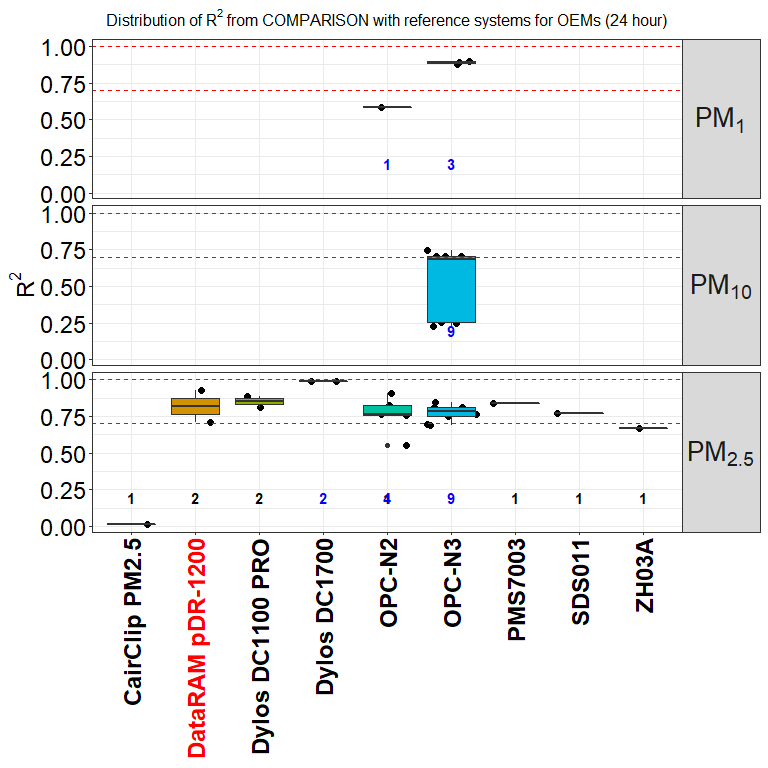 Distribution of R² from COMPARISON with reference systems for OEMs (24 hour)
R²
1.00
0.75
0.50
0.25
0.00
1 3
PM₁
1.00
0.75
0.50
0.25
0.00
9
PM₁₀
1.00
0.75
0.50
0.25
0.00
1 2 2 2 4 9 1 1 1
PM₂.₅
CairClip PM2.5
DataRAM pDR-1200
Dylos DC1100 PRO
Dylos DC1700
OPC-N2
OPC-N3
PMS7003
SDS011
ZH03A